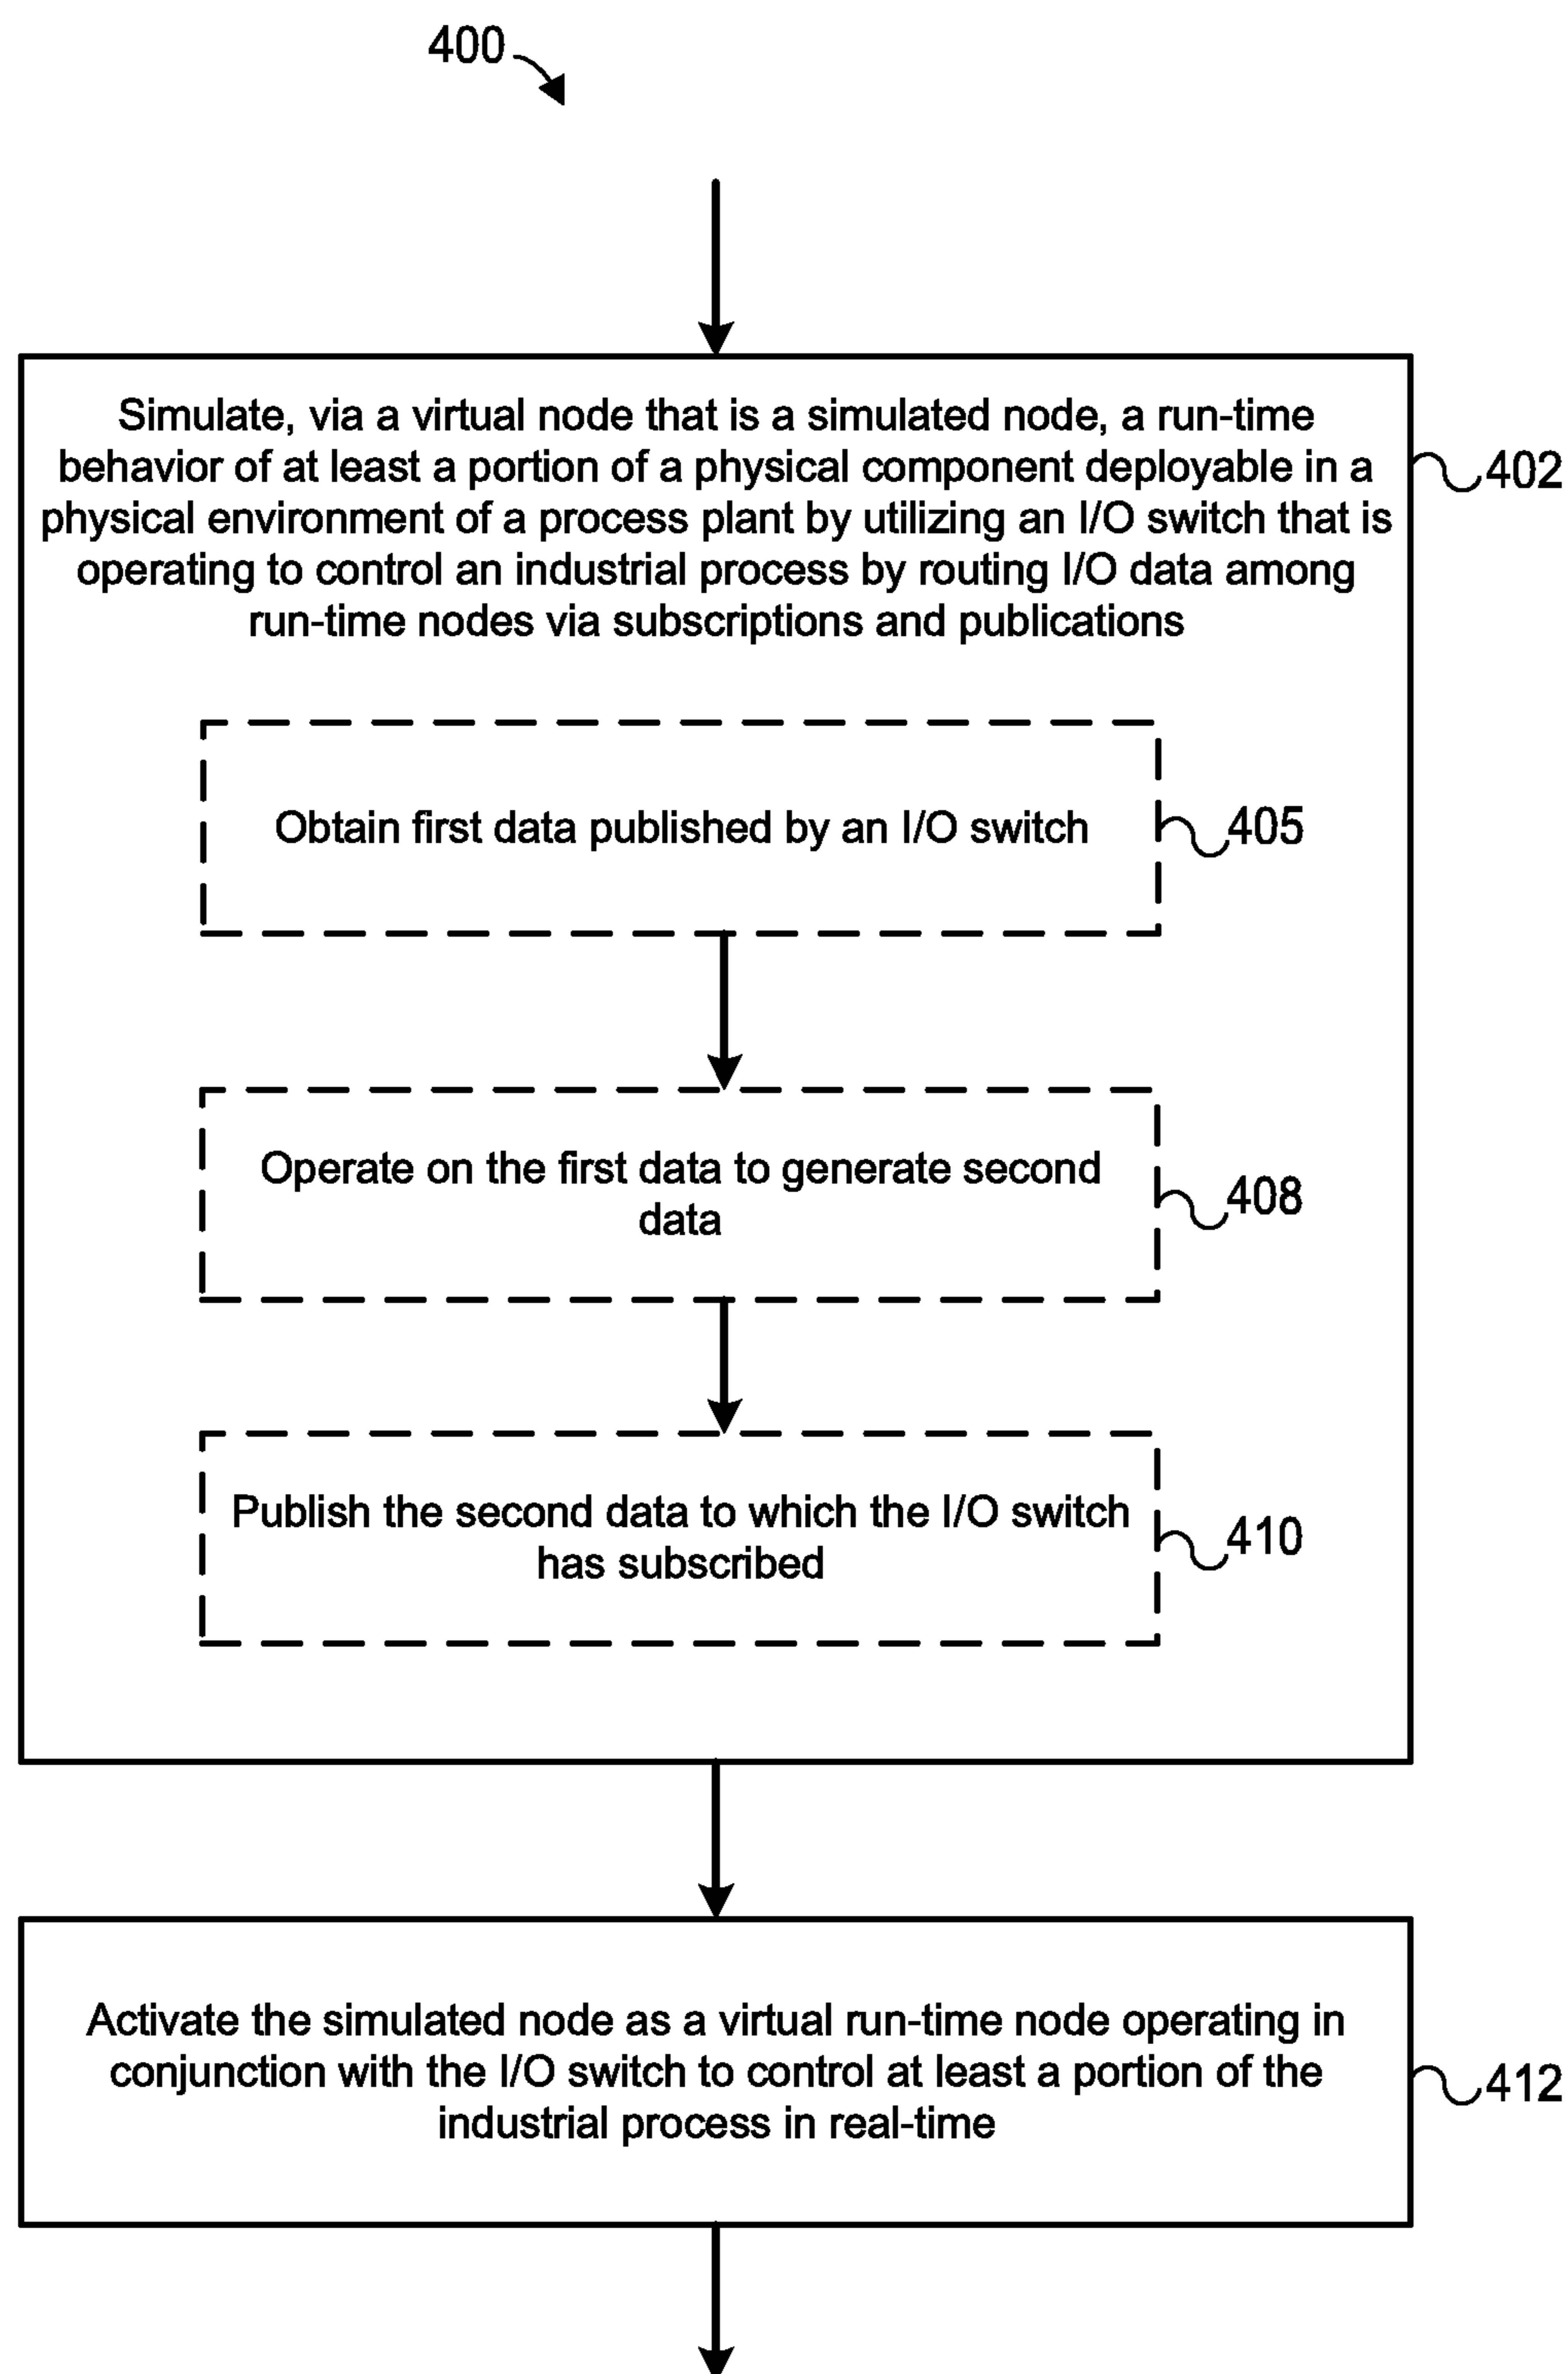 400
Simulate, via a virtual node that is a simulated node, a run-time
behavior of at least a portion of a physical component deployable in a
physical environment of a process plant by utilizing an I/O switch that is
operating to control an industrial process by routing I/O data among
run-time nodes via subscriptions and publications
402
Obtain first data published by an I/O switch
405
Operate on the first data to generate second
data
408
Publish the second data to which the I/O switch
has subscribed
410
Activate the simulated node as a virtual run-time node operating in
conjunction with the I/O switch to control at least a portion of the
industrial process in real-time
412